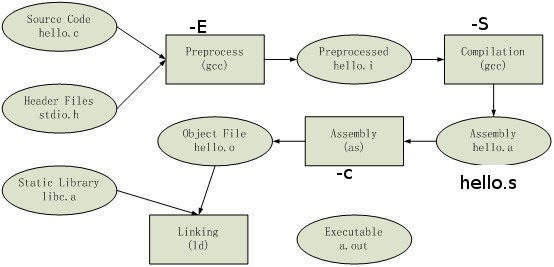 Source Code
hello.c
-E
-S
Preprocess
(gcc)
Preprocessed
hello.i
Compilation
(gcc)
Header Files
stdio.h
Object File
hello.o
Assembly
(as)
Assembly
hello.a
-c
hello.s
Static Library
libc.a
Linking
(ld)
Executable
a.out